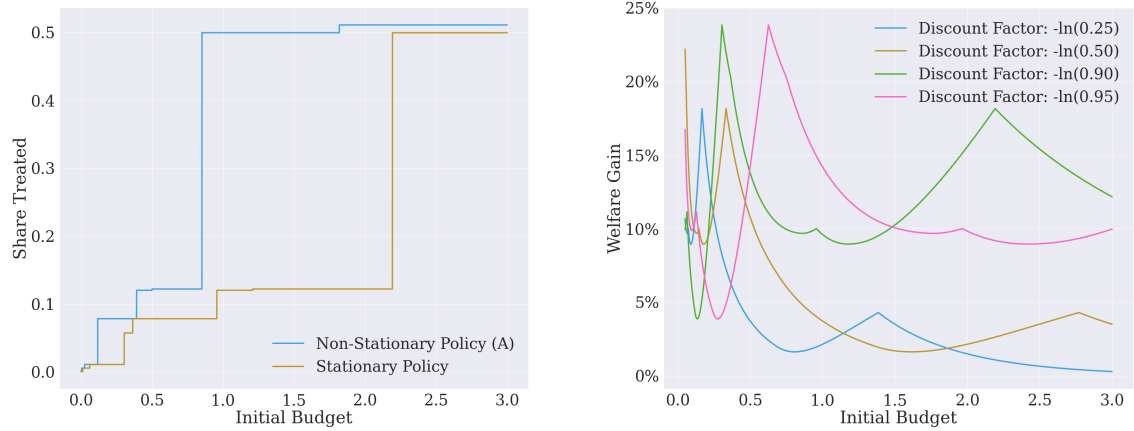 Share Treated
0.5
0.4
0.3
0.2
0.1
0.0
Non-Stationary Policy (A)
Stationary Policy
0.0 0.5 1.0 1.5 2.0 2.5 3.0
Initial Budget
Welfare Gain
25%
20%
15%
10%
5%
0%
Discount Factor: -ln(0.25)
Discount Factor: -ln(0.50)
Discount Factor: -ln(0.90)
Discount Factor: -ln(0.95)
0.0 0.5 1.0 1.5 2.0 2.5 3.0
Initial Budget